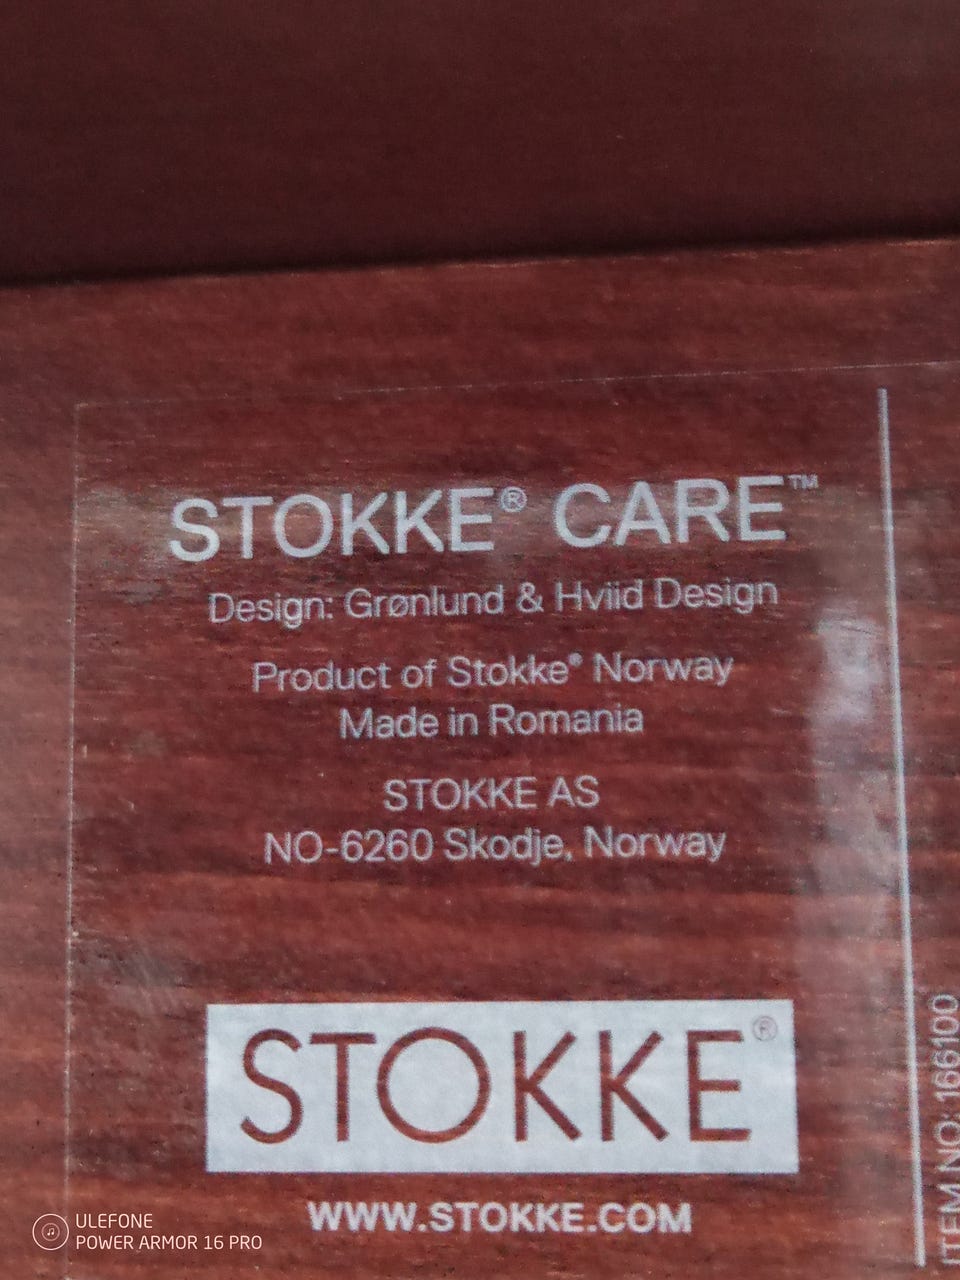 STOKKE® CARE™
Design: Grønlund & Hviid Design
Product of Stokke® Norway
Made in Romania
STOKKE AS
NO-6260 Skodje, Norway
STOKKE®
WWW.STOKKE.COM
ITEM NO: 166100
ULEFONE
POWER ARMOR 16 PRO